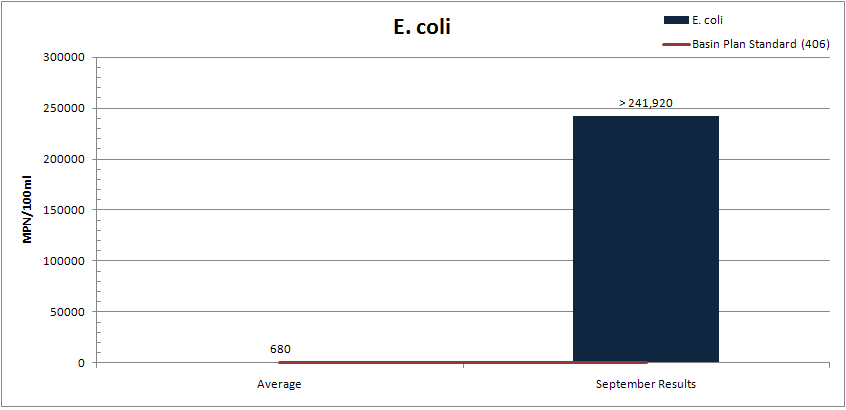 E. coli
E. coli
Basin Plan Standard (406)
MPN/100ml
300000
250000
200000
150000
100000
50000
0
> 241,920
680
Average
September Results